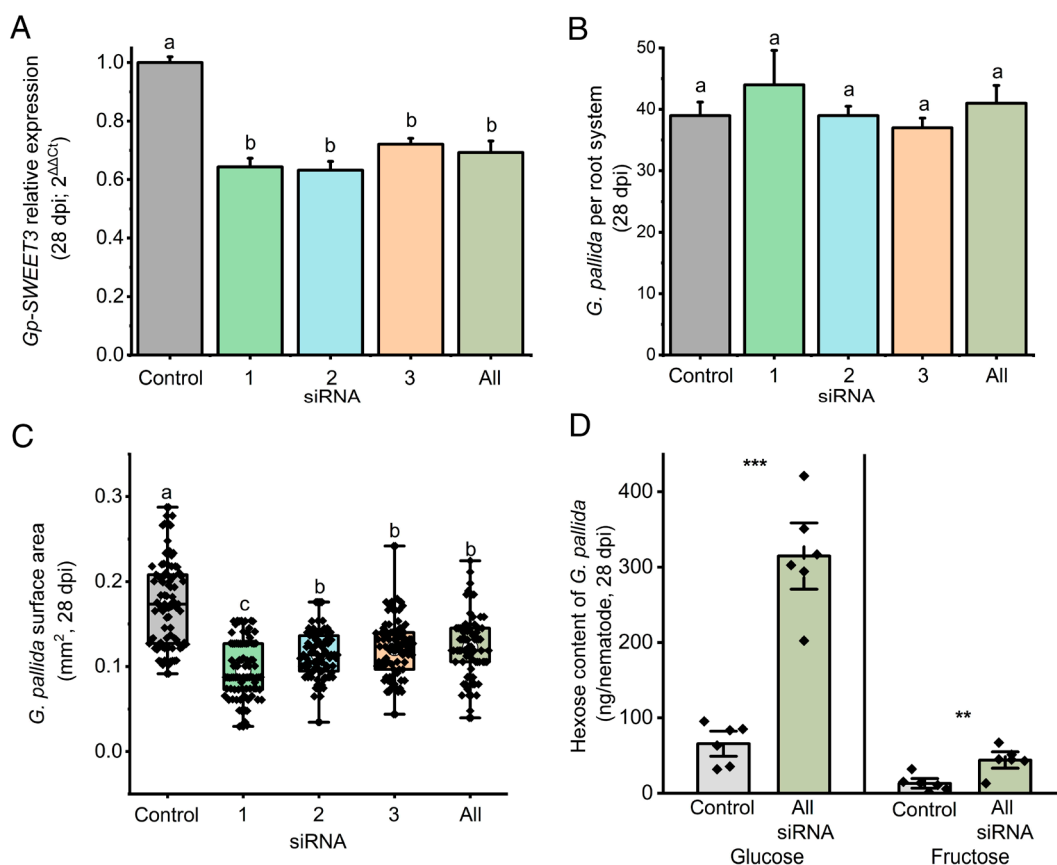 A
Gp-SWEET3 relative expression
(28 dpi; 2^ΔΔCt)
1.0
0.8
0.6
0.4
0.2
0.0
a
b
b
b
b
Control
1
2
3
All
siRNA
B
G. pallida per root system
(28 dpi)
50
40
30
20
10
0
a
a
a
a
a
Control
1
2
3
All
siRNA
C
G. pallida surface area
(mm², 28 dpi)
0.3
0.2
0.1
0.0
a
c
b
b
b
Control
1
2
3
All
siRNA
D
Hexose content of G. pallida
(ng/nematode, 28 dpi)
400
300
200
100
0
***
**
Control
All
siRNA
Control
All
siRNA
Glucose
Fructose